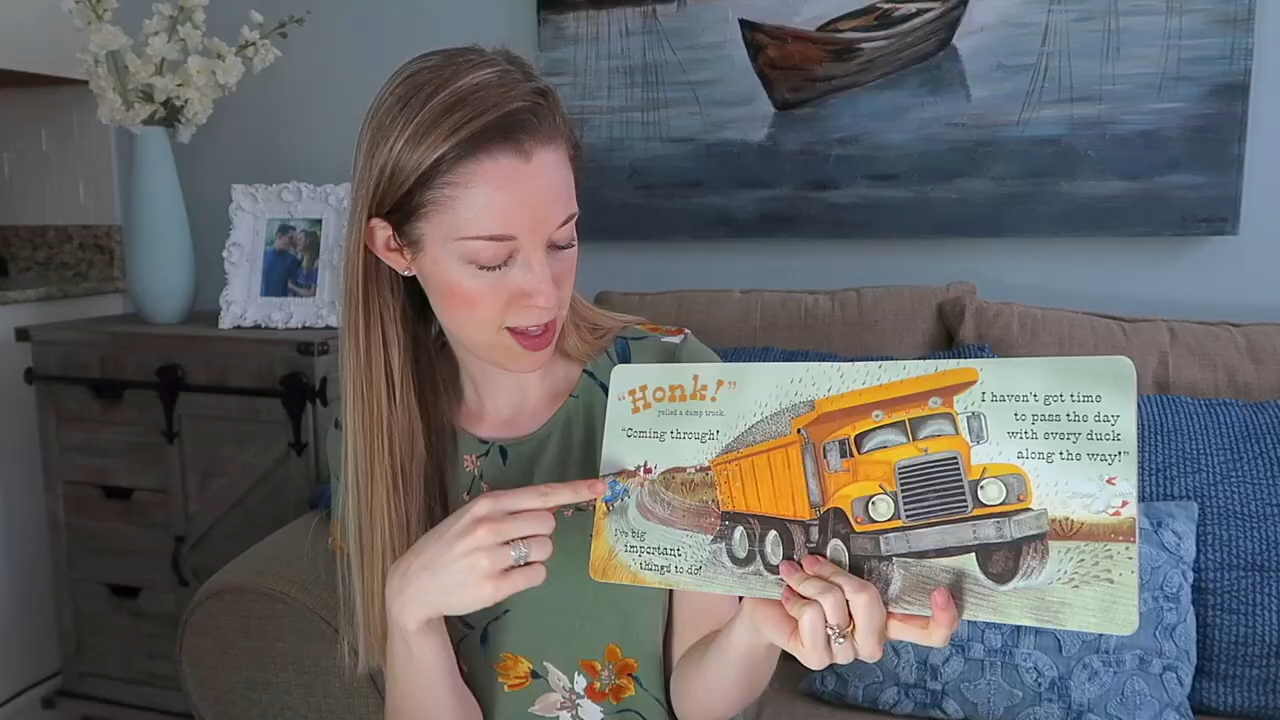 “Honk!”
yelled a dump truck.
“Coming through!
I've big
important
things to do!
I haven't got time
to pass the day
with every duck
along the way!”